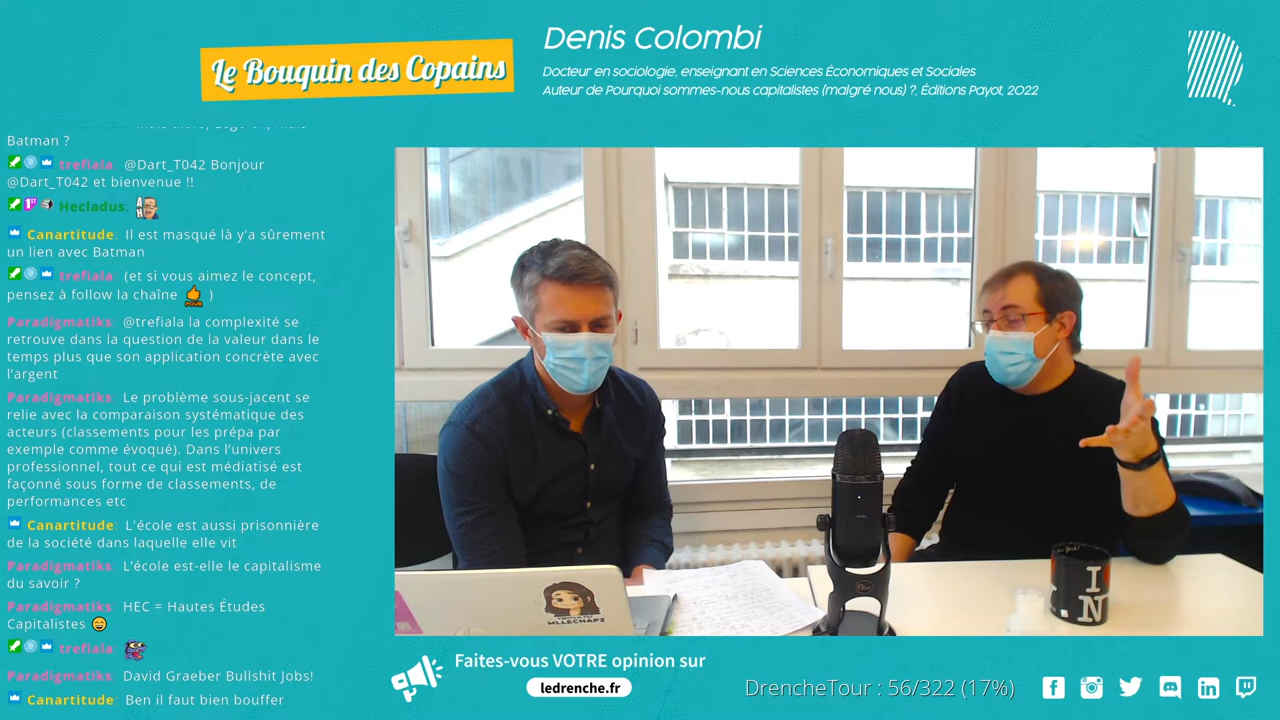 Le Bouquin des Copains
Denis Colombi
Docteur en sociologie, enseignant en Sciences Économiques et Sociales
Auteur de Pourquoi sommes-nous capitalistes (malgré nous) ?, Éditions Payot, 2022
Batman ?
trefiala: @Dart_T042 Bonjour
@Dart_T042 et bienvenue !!
Hecladus:
Canartitude: Il est masqué là y'a sûrement
un lien avec Batman
trefiala: (et si vous aimez le concept,
pensez à follow la chaîne POUR )
Paradigmatiks: @trefiala la complexité se
retrouve dans la question de la valeur dans le
temps plus que son application concrète avec
l'argent
Paradigmatiks: Le problème sous-jacent se
relie avec la comparaison systématique des
acteurs (classements pour les prépa par
exemple comme évoqué). Dans l'univers
professionnel, tout ce qui est médiatisé est
façonné sous forme de classements, de
performances etc
Canartitude: L'école est aussi prisonnière
de la société dans laquelle elle vit
Paradigmatiks: L'école est-elle le capitalisme
du savoir ?
Paradigmatiks: HEC = Hautes Études
Capitalistes 😄
trefiala:
Paradigmatiks: David Graeber Bullshit Jobs!
Canartitude: Ben il faut bien bouffer
MLLECHAPZ
I
N
Faites-vous VOTRE opinion sur
ledrenche.fr
DrencheTour : 56/322 (17%)